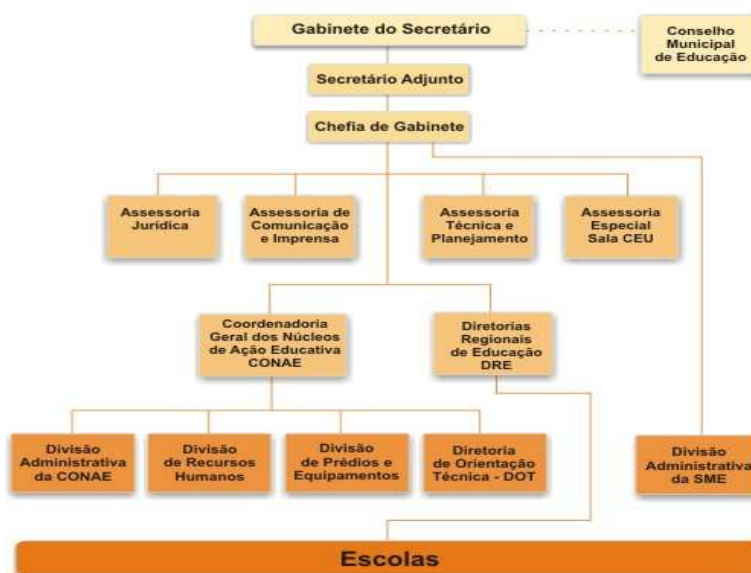 Gabinete do Secretário
Conselho
Municipal
de Educação
Secretário Adjunto
Chefia de Gabinete
Assessoria
Jurídica
Assessoria de
Comunicação
e Imprensa
Assessoria
Técnica e
Planejamento
Assessoria
Especial
Sala CEU
Coordenadoria
Geral dos Núcleos
de Ação Educativa
CONAE
Diretorias
Regionais
de Educação
DRE
Divisão
Administrativa
da CONAE
Divisão
de Recursos
Humanos
Divisão
de Prédios e
Equipamentos
Diretoria
de Orientação
Técnica - DOT
Divisão
Administrativa
da SME
Escolas